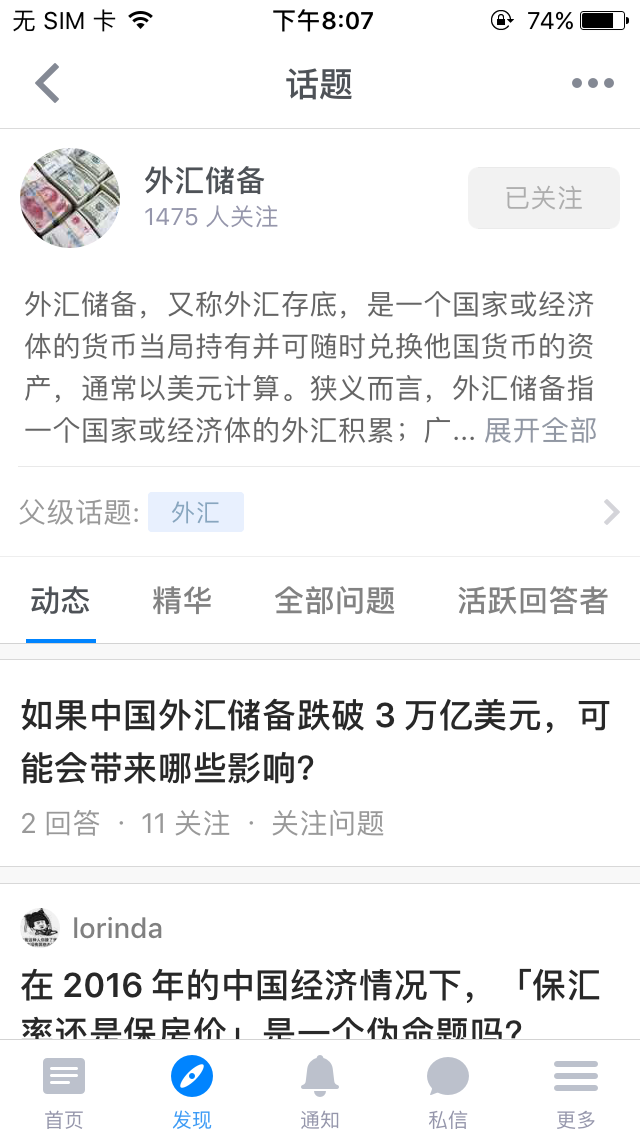 无 SIM 卡
下午8:07
74%
话题
外汇储备
1475 人关注
已关注
外汇储备，又称外汇存底，是一个国家或经济
体的货币当局持有并可随时兑换他国货币的资
产，通常以美元计算。狭义而言，外汇储备指
一个国家或经济体的外汇积累；广... 展开全部
父级话题: 外汇
动态 精华 全部问题 活跃回答者
如果中国外汇储备跌破 3 万亿美元，可
能会带来哪些影响?
2 回答 · 11 关注 · 关注问题
lorinda
在 2016 年的中国经济情况下，「保汇
率还是保房价」是一个伪命题吗?
首页 发现 通知 私信 更多